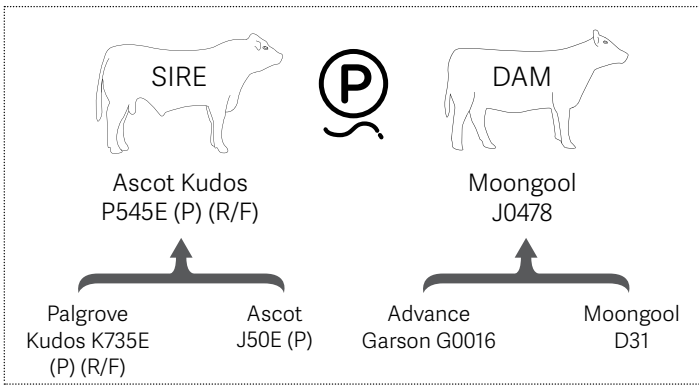 SIRE
P
DAM
Ascot Kudos
P545E (P) (R/F)
Moongool
J0478
Palgrove
Kudos K735E
(P) (R/F)
Ascot
J50E (P)
Advance
Garson G0016
Moongool
D31